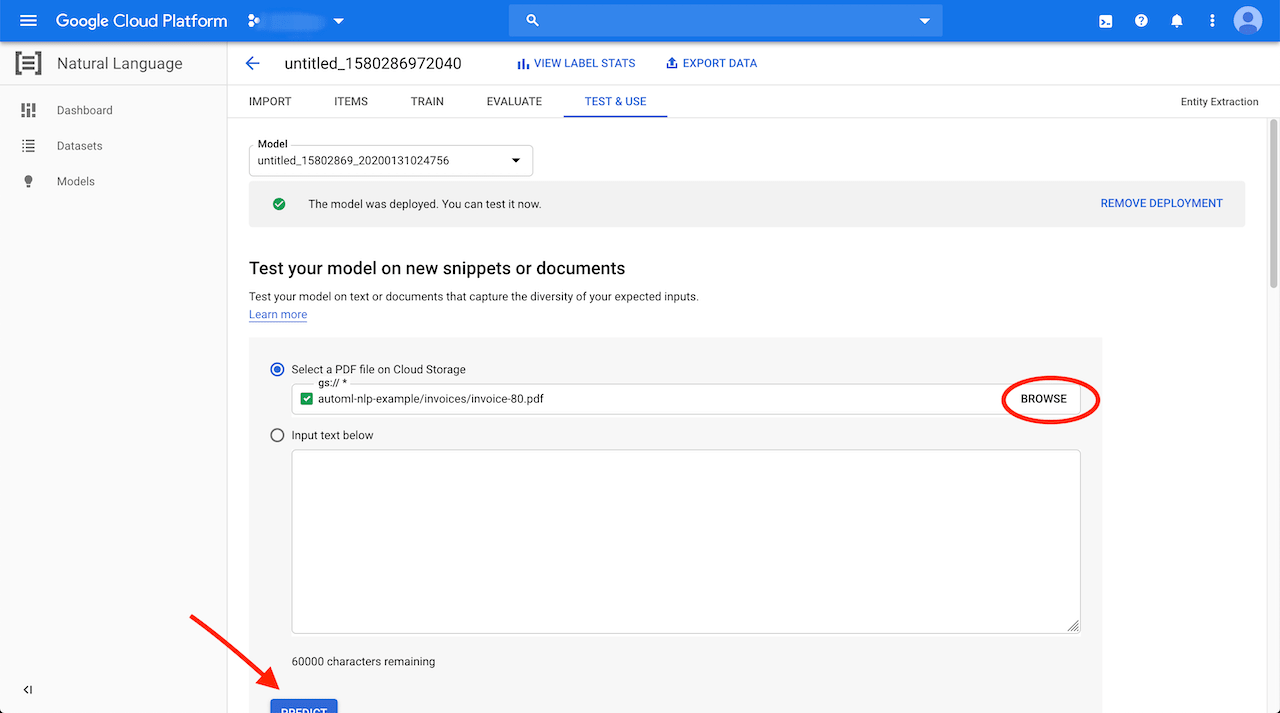 Google Cloud Platform
Natural Language
untitled_1580286972040
VIEW LABEL STATS
EXPORT DATA
Dashboard
Datasets
Models
IMPORT
ITEMS
TRAIN
EVALUATE
TEST & USE
Entity Extraction
Model
untitled_15802869_20200131024756
The model was deployed. You can test it now.
REMOVE DEPLOYMENT
Test your model on new snippets or documents
Test your model on text or documents that capture the diversity of your expected inputs.
Learn more
Select a PDF file on Cloud Storage
gs:// *
automl-nlp-example/invoices/invoice-80.pdf
BROWSE
Input text below
60000 characters remaining
PREDICT